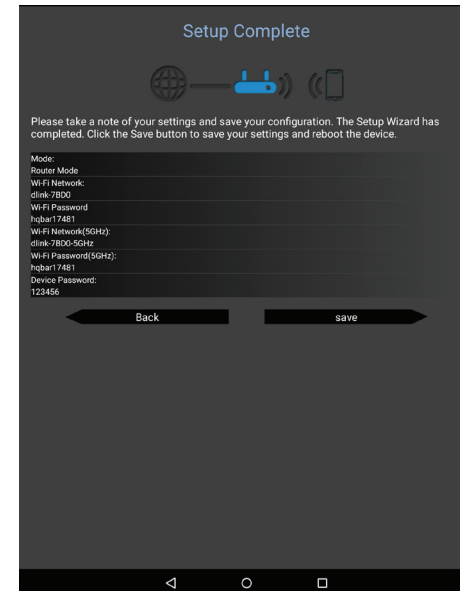 Setup Complete
Please take a note of your settings and save your configuration. The Setup Wizard has
completed. Click the Save button to save your settings and reboot the device.
Mode:
Router Mode
Wi-Fi Network:
dlink-7BD0
Wi-Fi Password
hqbar17481
Wi-Fi Network(5GHz):
dlink-7BD0-5GHz
Wi-Fi Password(5GHz):
hqbar17481
Device Password:
123456
Back
save